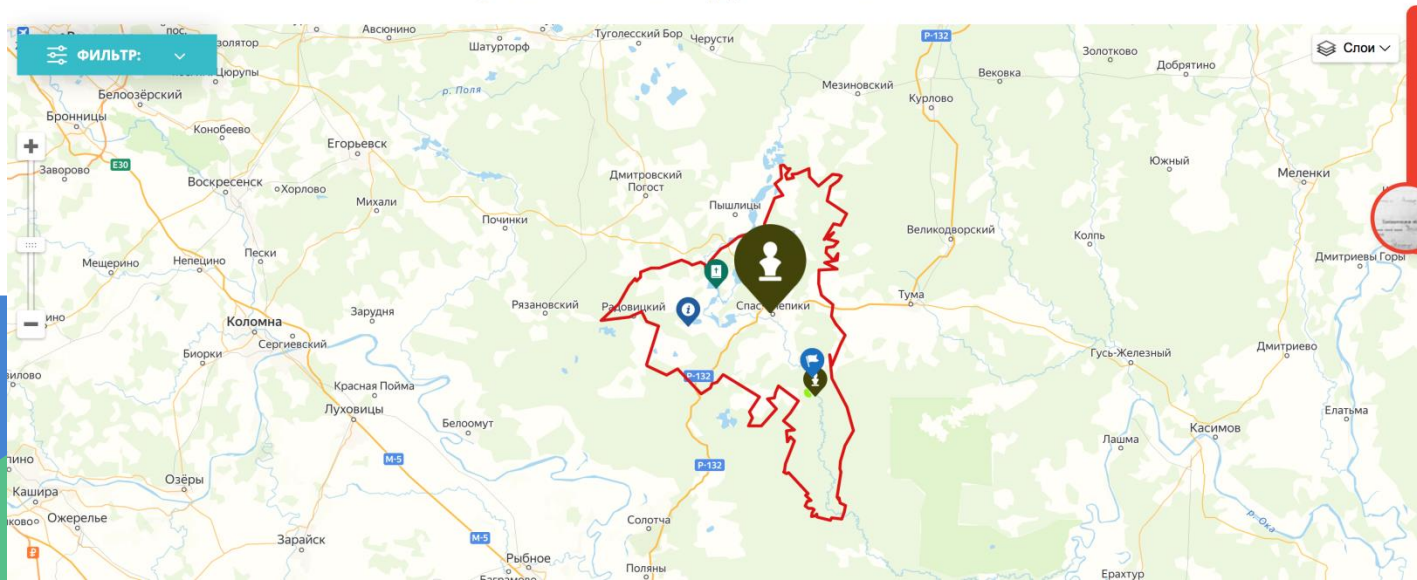 Авсюнино
Туголесский Бор
Черусти
Р-132
ФИЛЬТР:
Шатурторф
Золотково
Слои
Добрятино
Цюрупы
р. Поля
Мезиновский
Вековка
Белоозёрский
Курлово
Бронницы
Конобеево
Егорьевск
Заворово
E30
Дмитровский
Погост
Южный
Меленки
Воскресенск
Хорлово
Михали
Пышлицы
Починки
Великодворский
Колпь
Пески
Мещерино
Непецино
Дмитриевы Горы
Рязановский
Радовицкий
Тума
Коломна
Зарудня
Сергиевский
Биорки
Гусь-Железный
Дмитриево
Р-132
Красная Пойма
Луховицы
Белоомут
Елатьма
Касимов
Лашма
М-5
Р-132
Озёры
Кашира
Ожерелье
Солотча
р. Ока
Зарайск
М-5
Рыбное
Поляны
Ерахтур